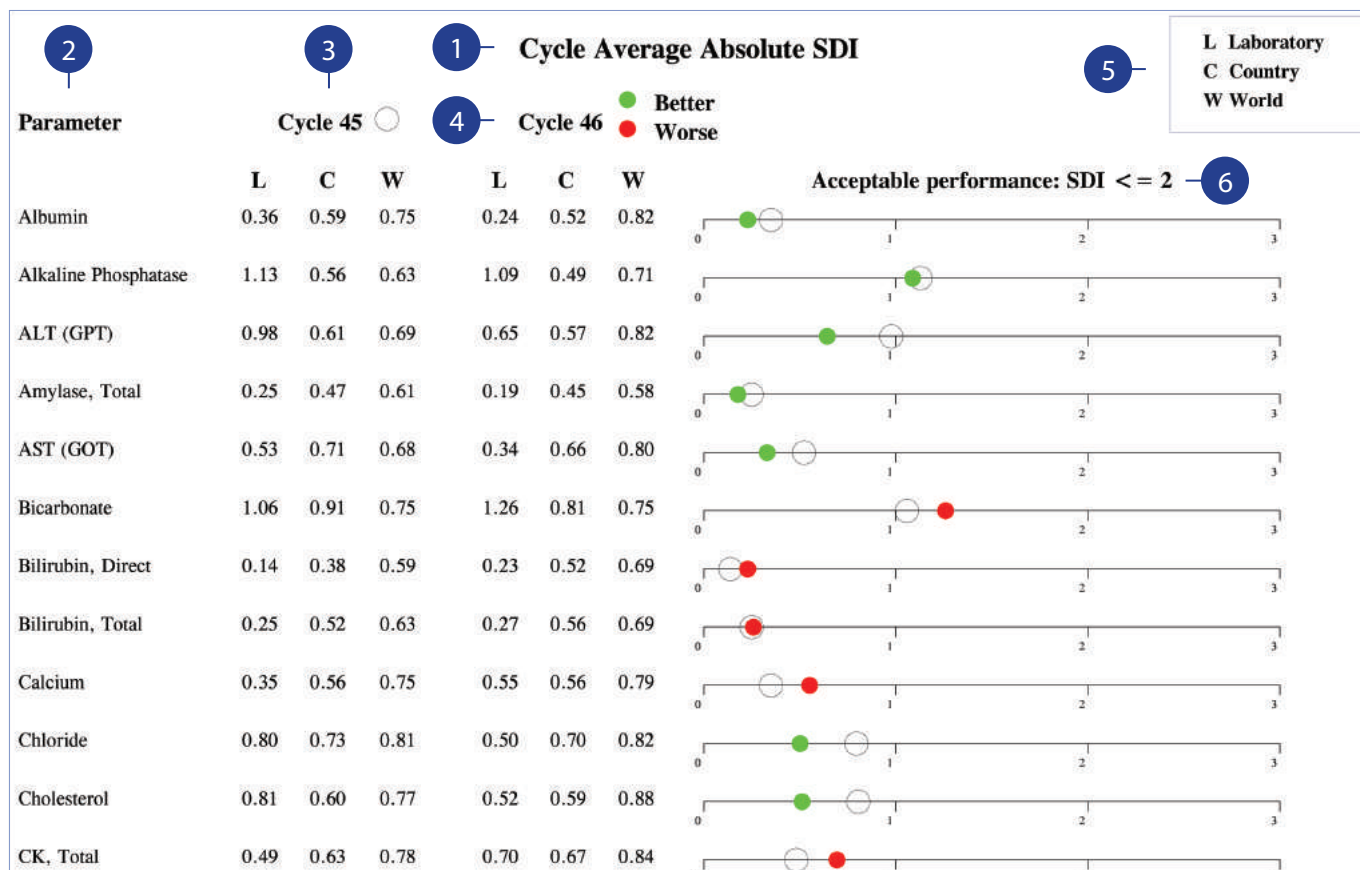 2
3
1 Cycle Average Absolute SDI
5
L Laboratory
C Country
W World
Parameter
Cycle 45
4 Cycle 46
Better
Worse
L C W L C W
Acceptable performance: SDI < = 2 6
Albumin 0.36 0.59 0.75 0.24 0.52 0.82
0 1 2 3
Alkaline Phosphatase 1.13 0.56 0.63 1.09 0.49 0.71
0 1 2 3
ALT (GPT) 0.98 0.61 0.69 0.65 0.57 0.82
0 1 2 3
Amylase, Total 0.25 0.47 0.61 0.19 0.45 0.58
0 1 2 3
AST (GOT) 0.53 0.71 0.68 0.34 0.66 0.80
0 1 2 3
Bicarbonate 1.06 0.91 0.75 1.26 0.81 0.75
0 1 2 3
Bilirubin, Direct 0.14 0.38 0.59 0.23 0.52 0.69
0 1 2 3
Bilirubin, Total 0.25 0.52 0.63 0.27 0.56 0.69
0 1 2 3
Calcium 0.35 0.56 0.75 0.55 0.56 0.79
0 1 2 3
Chloride 0.80 0.73 0.81 0.50 0.70 0.82
0 1 2 3
Cholesterol 0.81 0.60 0.77 0.52 0.59 0.88
0 1 2 3
CK, Total 0.49 0.63 0.78 0.70 0.67 0.84